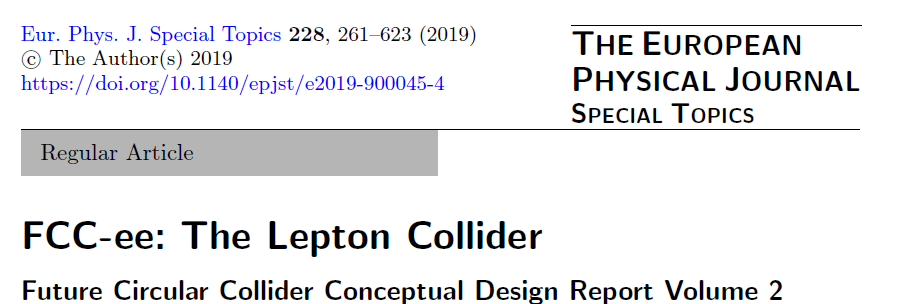 Eur. Phys. J. Special Topics 228, 261–623 (2019)
© The Author(s) 2019
https://doi.org/10.1140/epjst/e2019-900045-4
THE EUROPEAN
PHYSICAL JOURNAL
SPECIAL TOPICS
Regular Article
FCC-ee: The Lepton Collider
Future Circular Collider Conceptual Design Report Volume 2